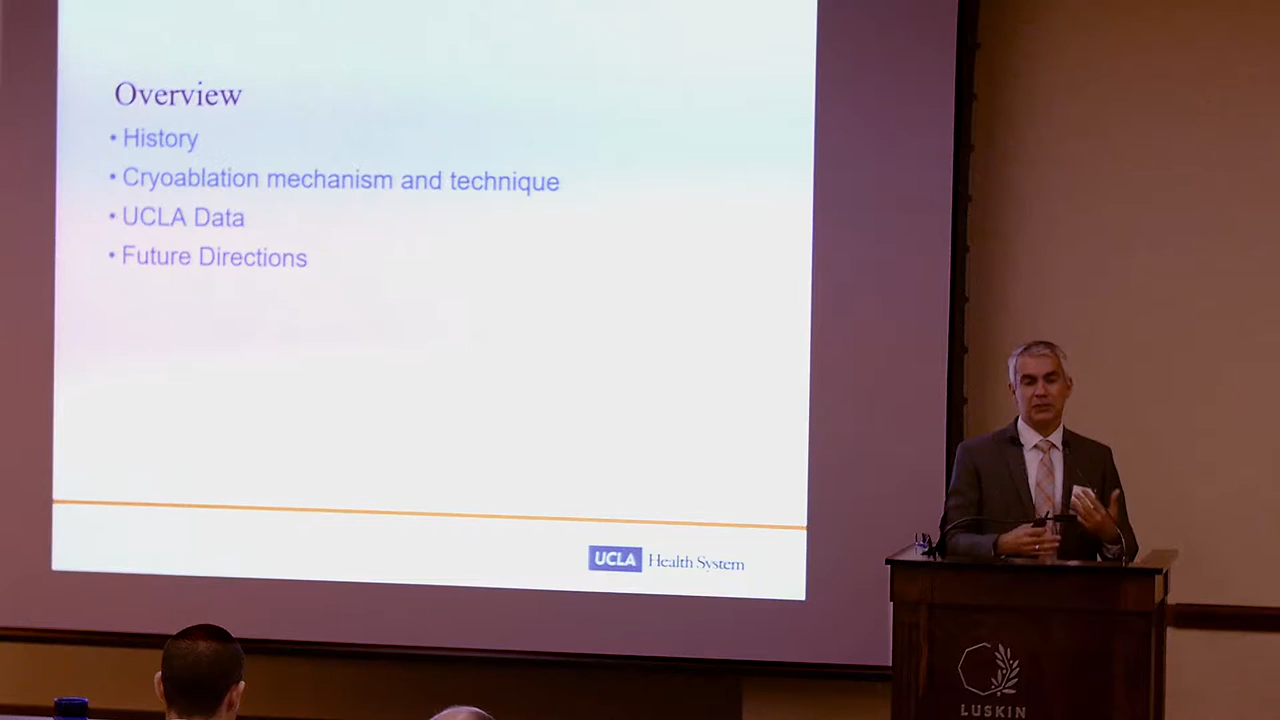 Overview
• History
• Cryoablation mechanism and technique
• UCLA Data
• Future Directions
UCLA Health System
LUSKIN